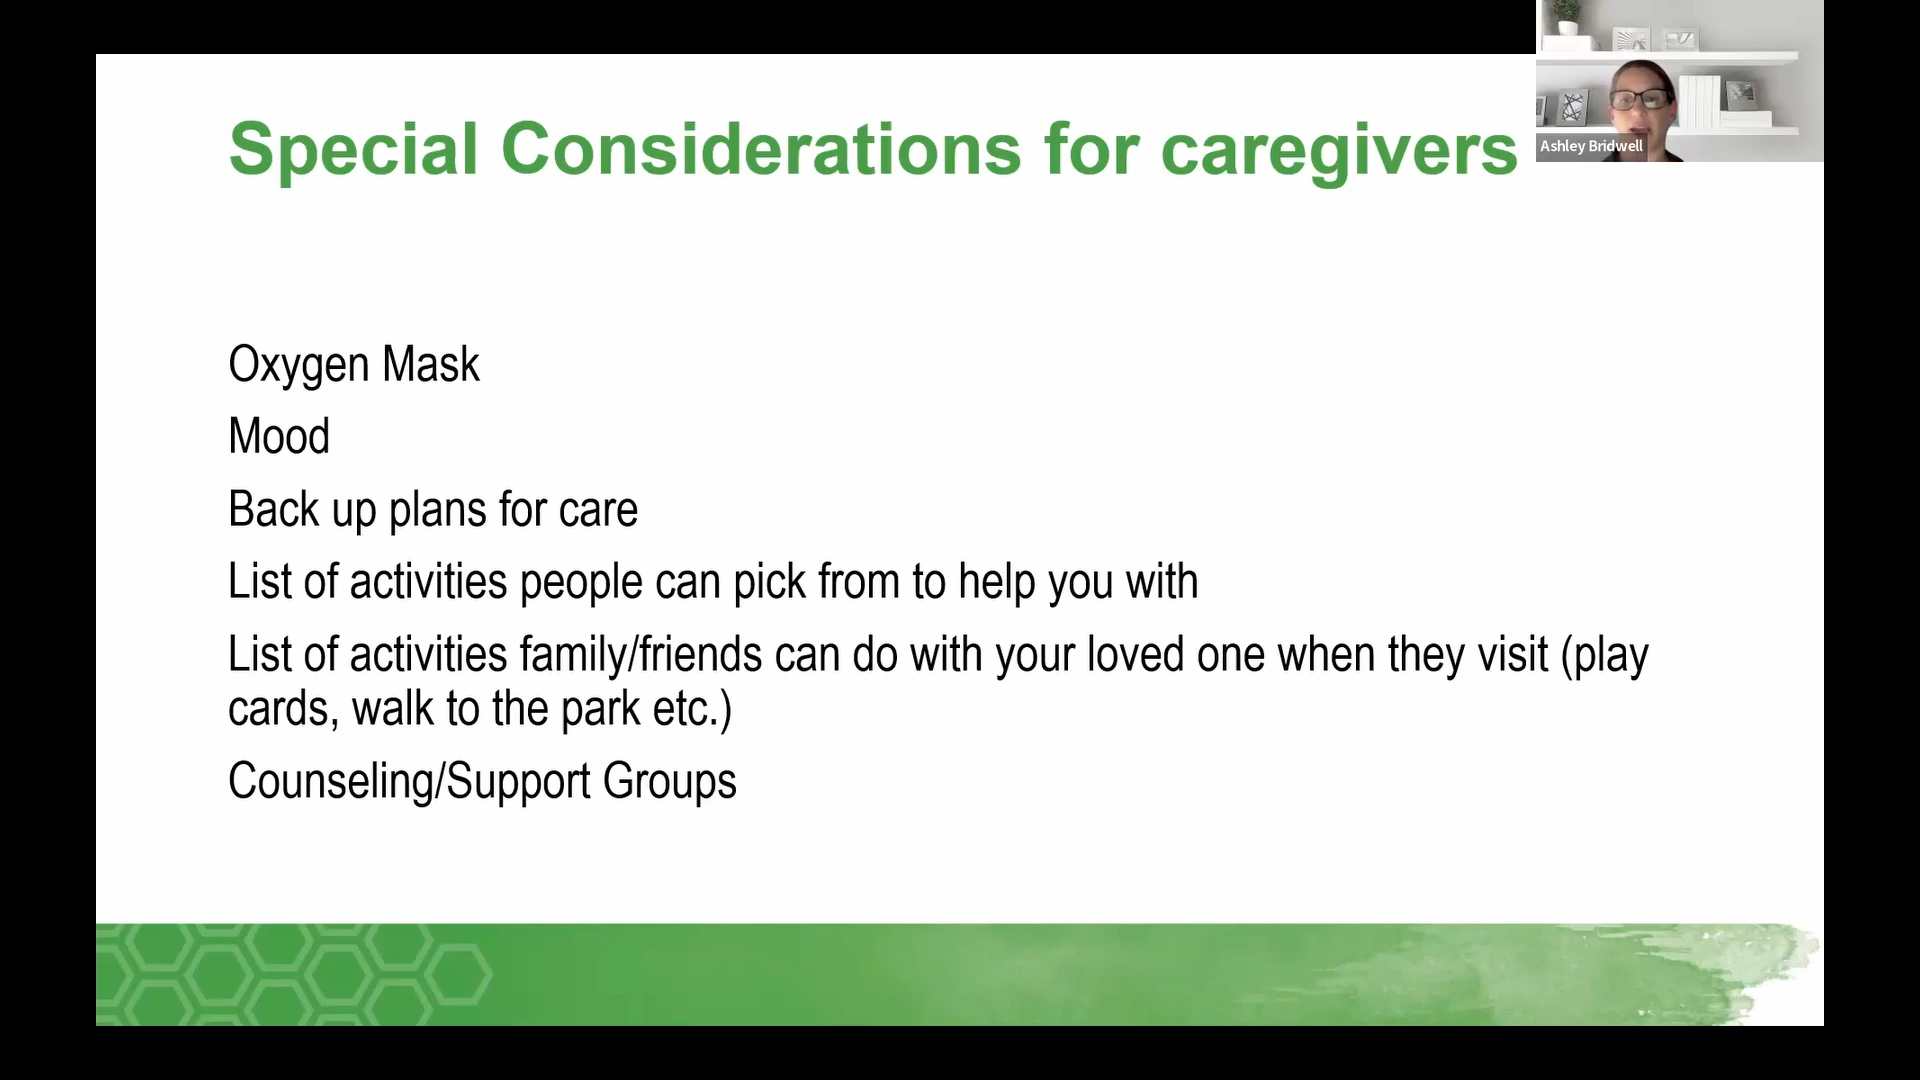 Special Considerations for caregivers
Ashley Bridwell
Oxygen Mask
Mood
Back up plans for care
List of activities people can pick from to help you with
List of activities family/friends can do with your loved one when they visit (play
cards, walk to the park etc.)
Counseling/Support Groups